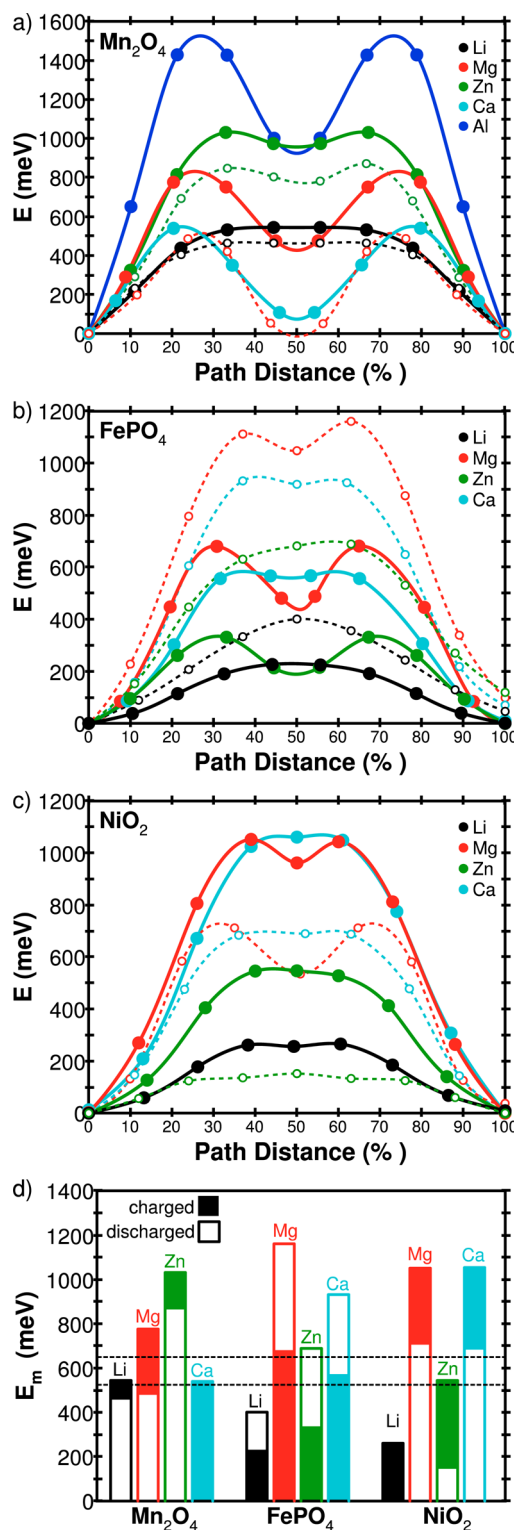 a)
Mn₂O₄
Li
Mg
Zn
Ca
Al
1600
1400
1200
1000
800
600
400
200
0
E (meV)
0 10 20 30 40 50 60 70 80 90 100
Path Distance (% )
b)
FePO₄
Li
Mg
Zn
Ca
1200
1000
800
600
400
200
0
E (meV)
0 10 20 30 40 50 60 70 80 90 100
Path Distance (% )
c)
NiO₂
Li
Mg
Zn
Ca
1200
1000
800
600
400
200
0
E (meV)
0 10 20 30 40 50 60 70 80 90 100
Path Distance (% )
d)
charged
discharged
1400
1200
1000
800
600
400
200
0
Eₘ (meV)
Li Mg Zn Ca
Li Mg Zn Ca
Li Mg Zn Ca
Mn₂O₄ FePO₄ NiO₂